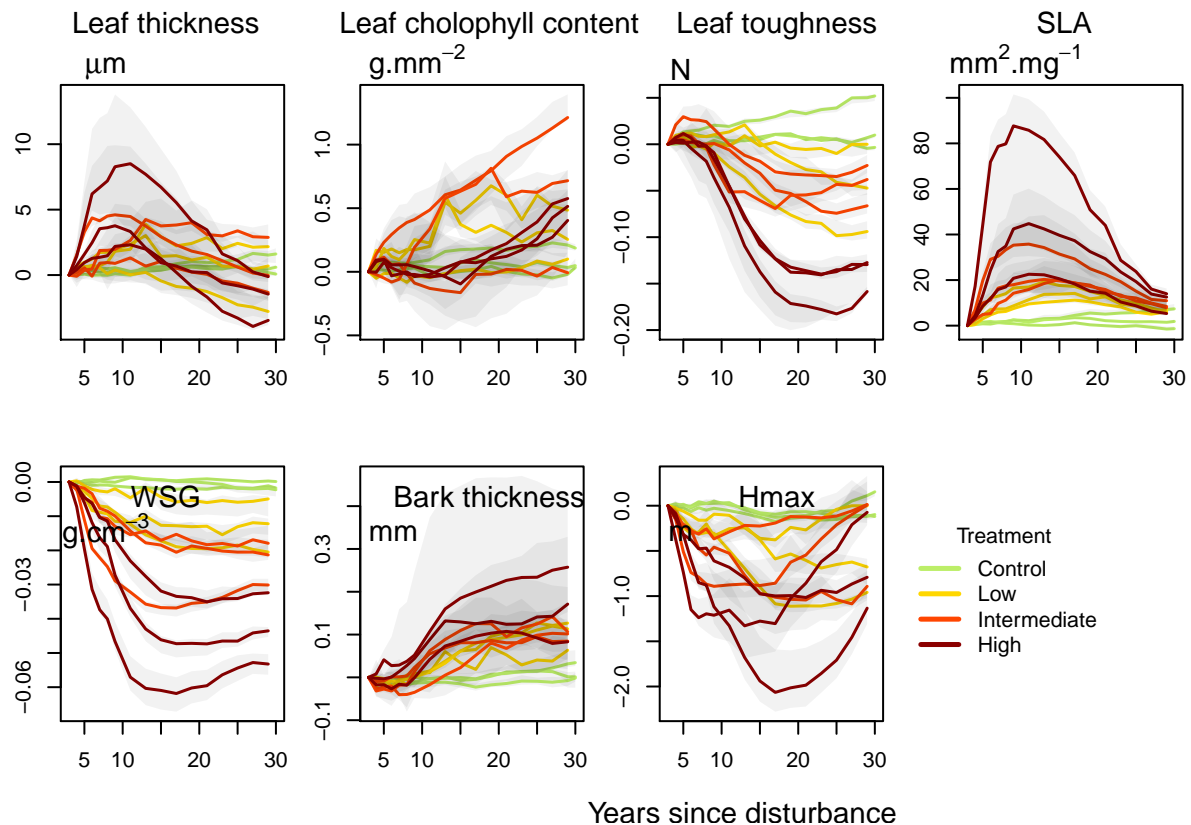 Leaf thickness
μm
10
5
0
5
10
20
30
Leaf cholophyll content
g.mm−2
1.0
0.5
0.0
−0.5
5
10
20
30
Leaf toughness
N
0.00
−0.10
−0.20
5
10
20
30
SLA
mm2.mg−1
80
60
40
20
0
5
10
20
30
WSG
g.cm−3
0.00
−0.03
−0.06
5
10
20
30
Bark thickness
mm
0.3
0.1
−0.1
5
10
20
30
Hmax
m
0.0
−1.0
−2.0
5
10
20
30
Treatment
Control
Low
Intermediate
High
Years since disturbance